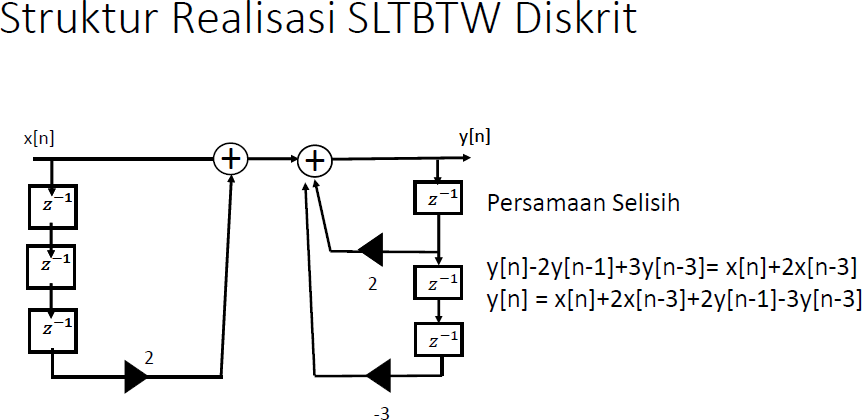 Struktur Realisasi SLTBTW Diskrit
x[n]
y[n]
+
+
z⁻¹
z⁻¹
z⁻¹
2
z⁻¹
2
z⁻¹
z⁻¹
-3
Persamaan Selisih
y[n]-2y[n-1]+3y[n-3]= x[n]+2x[n-3]
y[n] = x[n]+2x[n-3]+2y[n-1]-3y[n-3]